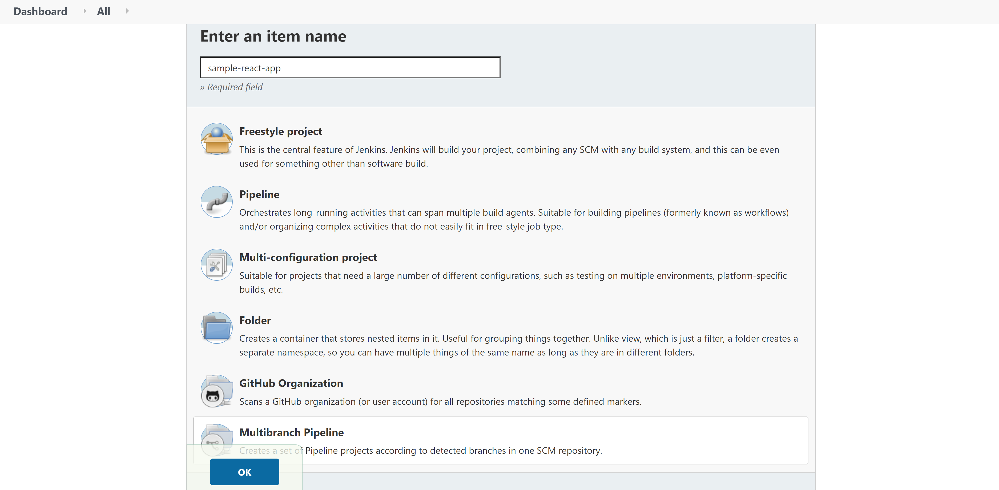 Dashboard All
Enter an item name
sample-react-app
» Required field
Freestyle project
This is the central feature of Jenkins. Jenkins will build your project, combining any SCM with any build system, and this can be even
used for something other than software build.
Pipeline
Orchestrates long-running activities that can span multiple build agents. Suitable for building pipelines (formerly known as workflows)
and/or organizing complex activities that do not easily fit in free-style job type.
Multi-configuration project
Suitable for projects that need a large number of different configurations, such as testing on multiple environments, platform-specific
builds, etc.
Folder
Creates a container that stores nested items in it. Useful for grouping things together. Unlike view, which is just a filter, a folder creates a
separate namespace, so you can have multiple things of the same name as long as they are in different folders.
GitHub Organization
Scans a GitHub organization (or user account) for all repositories matching some defined markers.
Multibranch Pipeline
Creates a set of Pipeline projects according to detected branches in one SCM repository.
OK